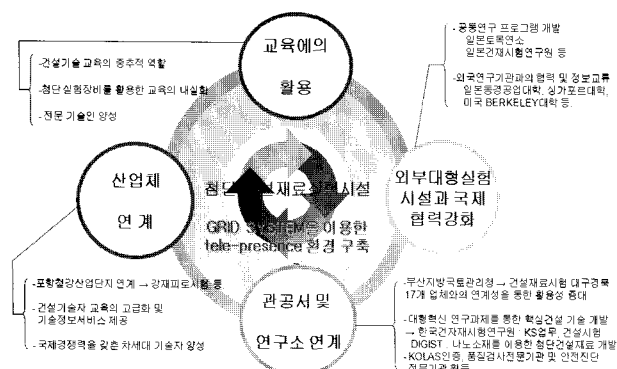 교육에의
활용
-건설기술 교육의 중추적 역할
-첨단 실험장비를 활용한 교육의 내실화
- 전문 기술인 양성
- 공동연구 프로그램 개발
일본토목연소
일본건재시험연구원 등
-외국연구기관과의 협력 및 정보교류
일본동경공업대학, 싱가포르대학,
미국 BERKELEY대학 등.
산업체
연 계
첨단 재료 시설
GRID SYSTEM을 이용한
tele-presence 환경 구축
외부대형실험
시설과 국제
협력강화
-포항철강산업단지 연계 → 강재피로시험 등
- 건설기술자 교육의 고급화 및
기술정보서비스 제공
- 국제경쟁력을 갖춘 차세대 기술자 양성
관공서 및
연구소 연계
-부산지방국토관리청 → 건설재료시험 대구경북
17개 업체와의 연계성을 통한 활용성 증대
- 대형혁신 연구과제를 통한 핵심건설 기술 개발
→ 한국건자재시험연구원 : KS업무, 건설시험
DIGIST : 나노소재를 이용한 첨단건설재료 개발
- KOLAS인증, 품질검사전문기관 및 안전진단
전문기관 활동